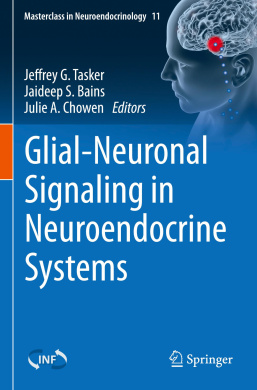 Masterclass in Neuroendocrinology 11
Jeffrey G. Tasker
Jaideep S. Bains
Julie A. Chowen Editors
Glial-Neuronal
Signaling in
Neuroendocrine
Systems
INF
Springer